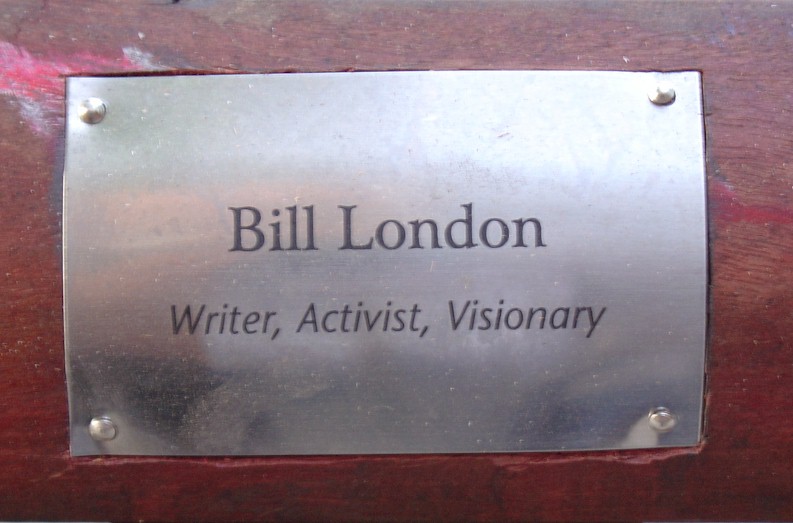 Bill London
Writer, Activist, Visionary